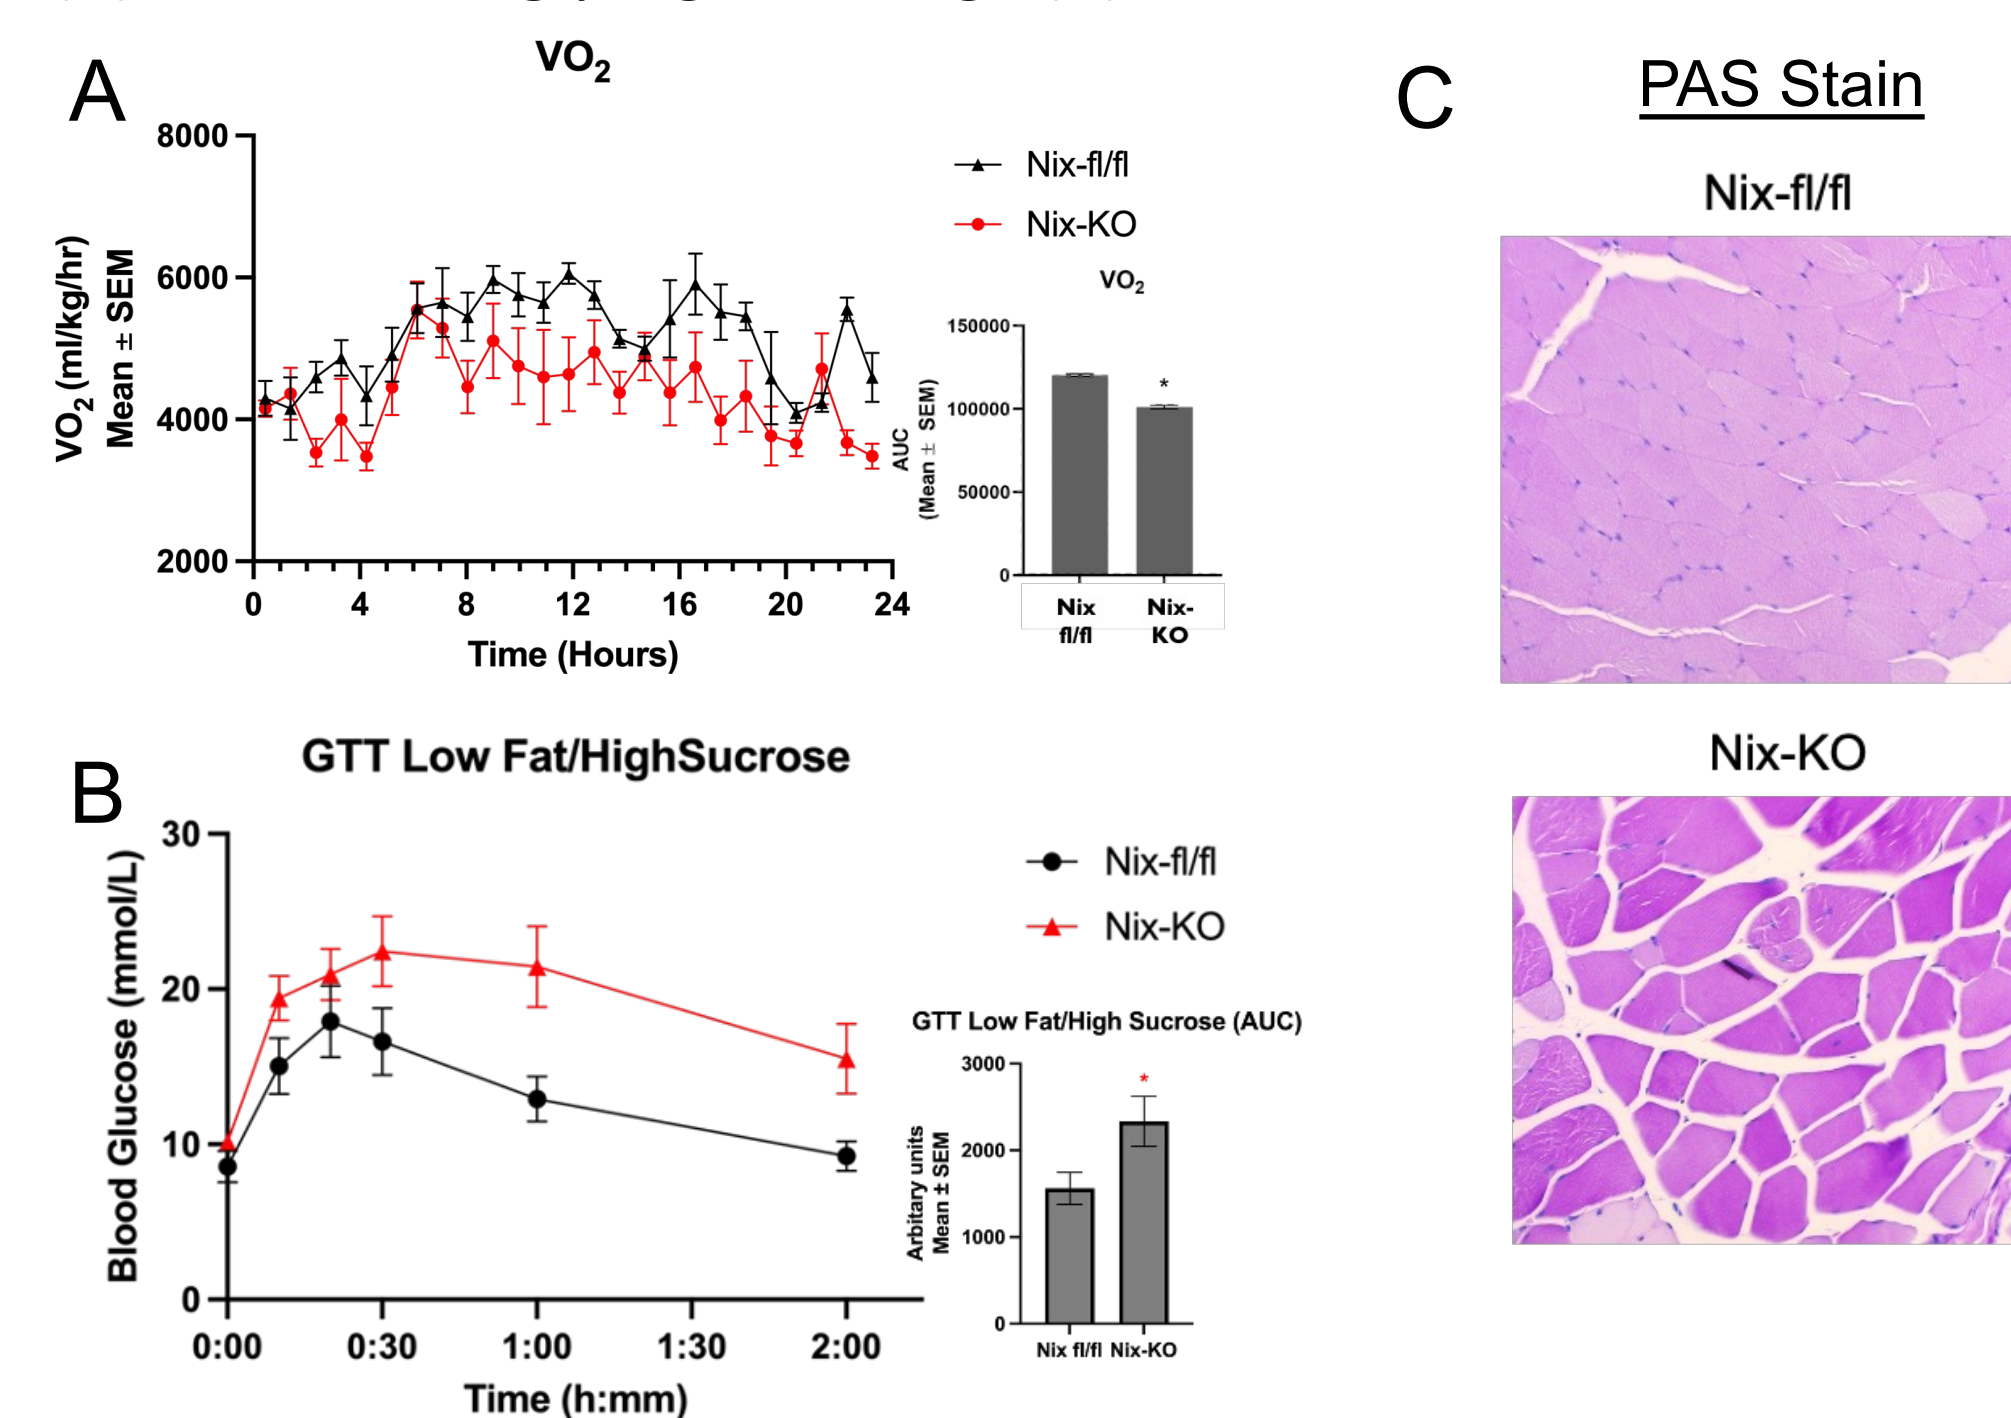 A
VO2
8000
6000
4000
2000
VO2 (ml/kg/hr)
Mean ± SEM
0 4 8 12 16 20 24
Time (Hours)
Nix-fl/fl
Nix-KO
VO2
150000
100000
50000
0
AUC
(Mean ± SEM)
*
Nix
fl/fl
Nix-
KO
B
GTT Low Fat/HighSucrose
30
20
10
0
Blood Glucose (mmol/L)
0:00 0:30 1:00 1:30 2:00
Time (h:mm)
Nix-fl/fl
Nix-KO
GTT Low Fat/High Sucrose (AUC)
3000
2000
1000
0
Arbitary units
Mean ± SEM
*
Nix fl/fl Nix-KO
C
PAS Stain
Nix-fl/fl
Nix-KO